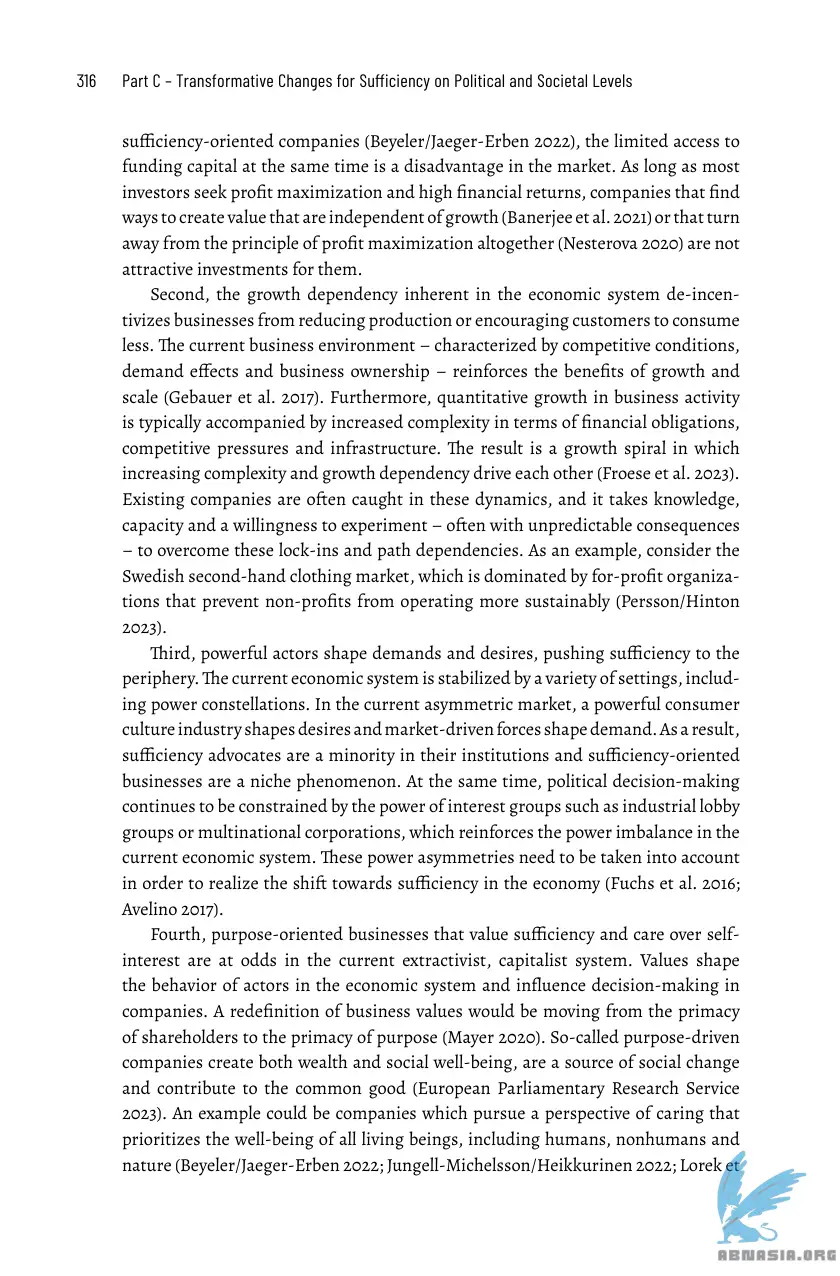 316 Part C – Transformative Changes for Sufficiency on Political and Societal Levels
sufficiency-oriented companies (Beyeler/Jaeger-Erben 2022), the limited access to
funding capital at the same time is a disadvantage in the market. As long as most
investors seek profit maximization and high financial returns, companies that find
ways to create value that are independent of growth (Banerjee et al. 2021) or that turn
away from the principle of profit maximization altogether (Nesterova 2020) are not
attractive investments for them.
Second, the growth dependency inherent in the economic system de-incen-
tivizes businesses from reducing production or encouraging customers to consume
less. The current business environment – characterized by competitive conditions,
demand effects and business ownership – reinforces the benefits of growth and
scale (Gebauer et al. 2017). Furthermore, quantitative growth in business activity
is typically accompanied by increased complexity in terms of financial obligations,
competitive pressures and infrastructure. The result is a growth spiral in which
increasing complexity and growth dependency drive each other (Froese et al. 2023).
Existing companies are often caught in these dynamics, and it takes knowledge,
capacity and a willingness to experiment – often with unpredictable consequences
– to overcome these lock-ins and path dependencies. As an example, consider the
Swedish second-hand clothing market, which is dominated by for-profit organiza-
tions that prevent non-profits from operating more sustainably (Persson/Hinton
2023).
Third, powerful actors shape demands and desires, pushing sufficiency to the
periphery. The current economic system is stabilized by a variety of settings, includ-
ing power constellations. In the current asymmetric market, a powerful consumer
culture industry shapes desires and market-driven forces shape demand. As a result,
sufficiency advocates are a minority in their institutions and sufficiency-oriented
businesses are a niche phenomenon. At the same time, political decision-making
continues to be constrained by the power of interest groups such as industrial lobby
groups or multinational corporations, which reinforces the power imbalance in the
current economic system. These power asymmetries need to be taken into account
in order to realize the shift towards sufficiency in the economy (Fuchs et al. 2016;
Avelino 2017).
Fourth, purpose-oriented businesses that value sufficiency and care over self-
interest are at odds in the current extractivist, capitalist system. Values shape
the behavior of actors in the economic system and influence decision-making in
companies. A redefinition of business values would be moving from the primacy
of shareholders to the primacy of purpose (Mayer 2020). So-called purpose-driven
companies create both wealth and social well-being, are a source of social change
and contribute to the common good (European Parliamentary Research Service
2023). An example could be companies which pursue a perspective of caring that
prioritizes the well-being of all living beings, including humans, nonhumans and
nature (Beyeler/Jaeger-Erben 2022; Jungell-Michelsson/Heikkurinen 2022; Lorek et
ABNASIA.ORG